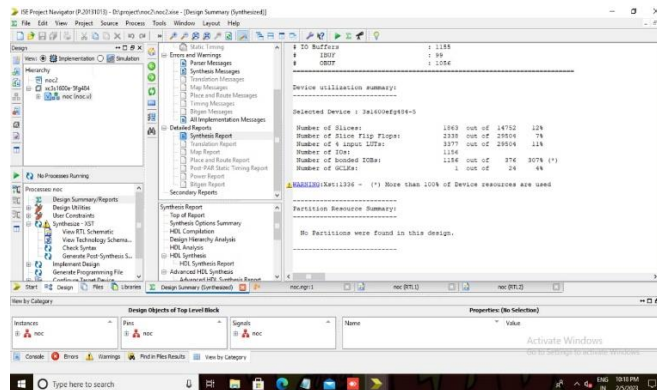 ISE Project Navigator (P.20131013) - D:\project\noc2\noc2.xise - [Design Summary (Synthesized)]
File Edit View Project Source Process Tools Window Layout Help
Design
View: Implementation Simulation
Hierarchy
noc2
xc3s1600e-5fg484
noc (noc.v)
No Processes Running
Processes: noc
Design Summary/Reports
Design Utilities
User Constraints
Synthesize - XST
View RTL Schematic
View Technology Schema...
Check Syntax
Generate Post-Synthesis S...
Implement Design
Generate Programming File
Configure Target Device
Start Design Files Libraries
Static Timing
Errors and Warnings
Parser Messages
Synthesis Messages
Translation Messages
Map Messages
Place and Route Messages
Timing Messages
Bitgen Messages
All Implementation Messages
Detailed Reports
Synthesis Report
Translation Report
Map Report
Place and Route Report
Post-PAR Static Timing Report
Power Report
Bitgen Report
Secondary Reports
Synthesis Report
Top of Report
Synthesis Options Summary
HDL Compilation
Design Hierarchy Analysis
HDL Analysis
HDL Synthesis
HDL Synthesis Report
Advanced HDL Synthesis
Advanced HDL Synthesis Report
Design Summary (Synthesized)
# IO Buffers : 1155
# IBUF : 99
# OBUF : 1056
Device utilization summary:
Selected Device : 3s1600efg484-5
Number of Slices: 1863 out of 14752 12%
Number of Slice Flip Flops: 2338 out of 29504 7%
Number of 4 input LUTs: 3377 out of 29504 11%
Number of IOs: 1156
Number of bonded IOBs: 1156 out of 376 307% (*)
Number of GCLKs: 1 out of 24 4%
WARNING:Xst:1336 - (*) More than 100% of Device resources are used
Partition Resource Summary:
No Partitions were found in this design.
noc.ngr:1
noc (RTL1)
noc (RTL2)
View by Category
Design Objects of Top Level Block
Properties: (No Selection)
Instances Pins Signals Name Value
noc noc noc
Console Errors Warnings Find in Files Results View by Category
Activate Windows
Go to Settings to activate Windows.
Type here to search
ENG 10:10 PM
IN 2/5/2023